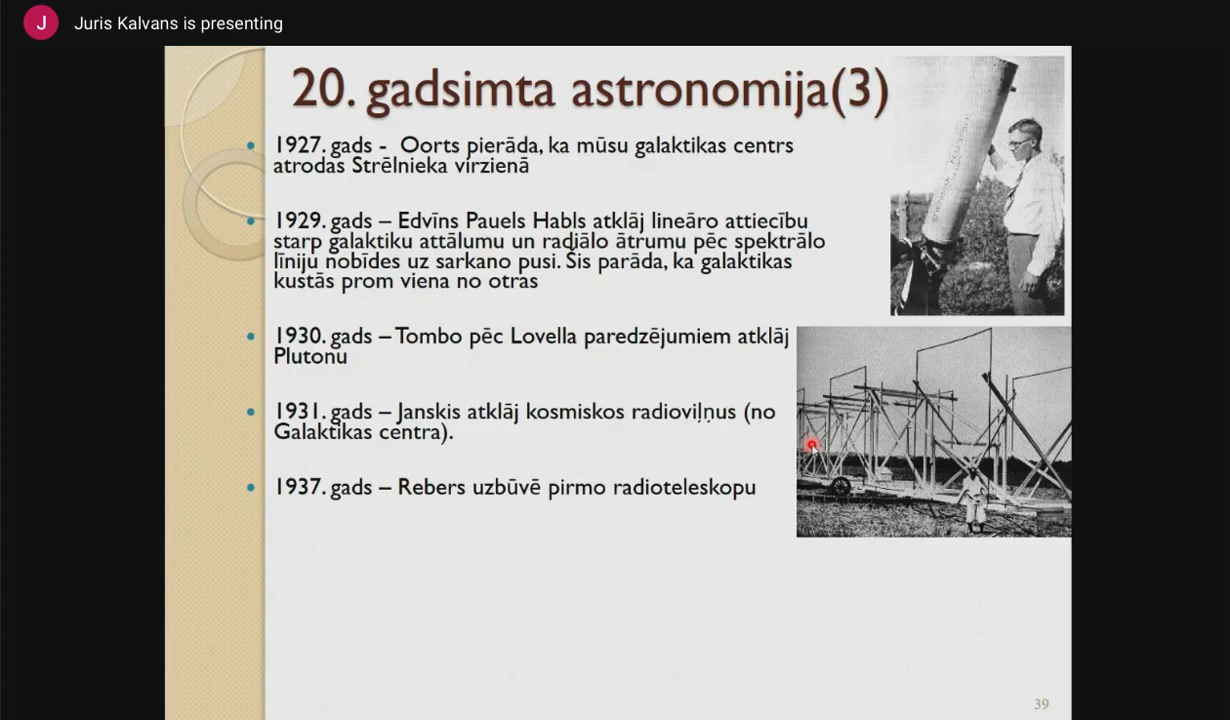 J
Juris Kalvans is presenting
20. gadsimta astronomija(3)
1927. gads - Oorts pierāda, ka mūsu galaktikas centrs
atrodas Strēlnieka virzienā
1929. gads – Edvīns Pauels Habls atklāj lineāro attiecību
starp galaktiku attālumu un radiālo ātrumu pēc spektrālo
līniju nobīdes uz sarkano pusi. Šis parāda, ka galaktikas
kustās prom viena no otras
1930. gads – Tombo pēc Lovella paredzējumiem atklāj
Plutonu
1931. gads – Janskis atklāj kosmiskos radioviļņus (no
Galaktikas centra).
1937. gads – Rebers uzbūvē pirmo radioteleskopu
39